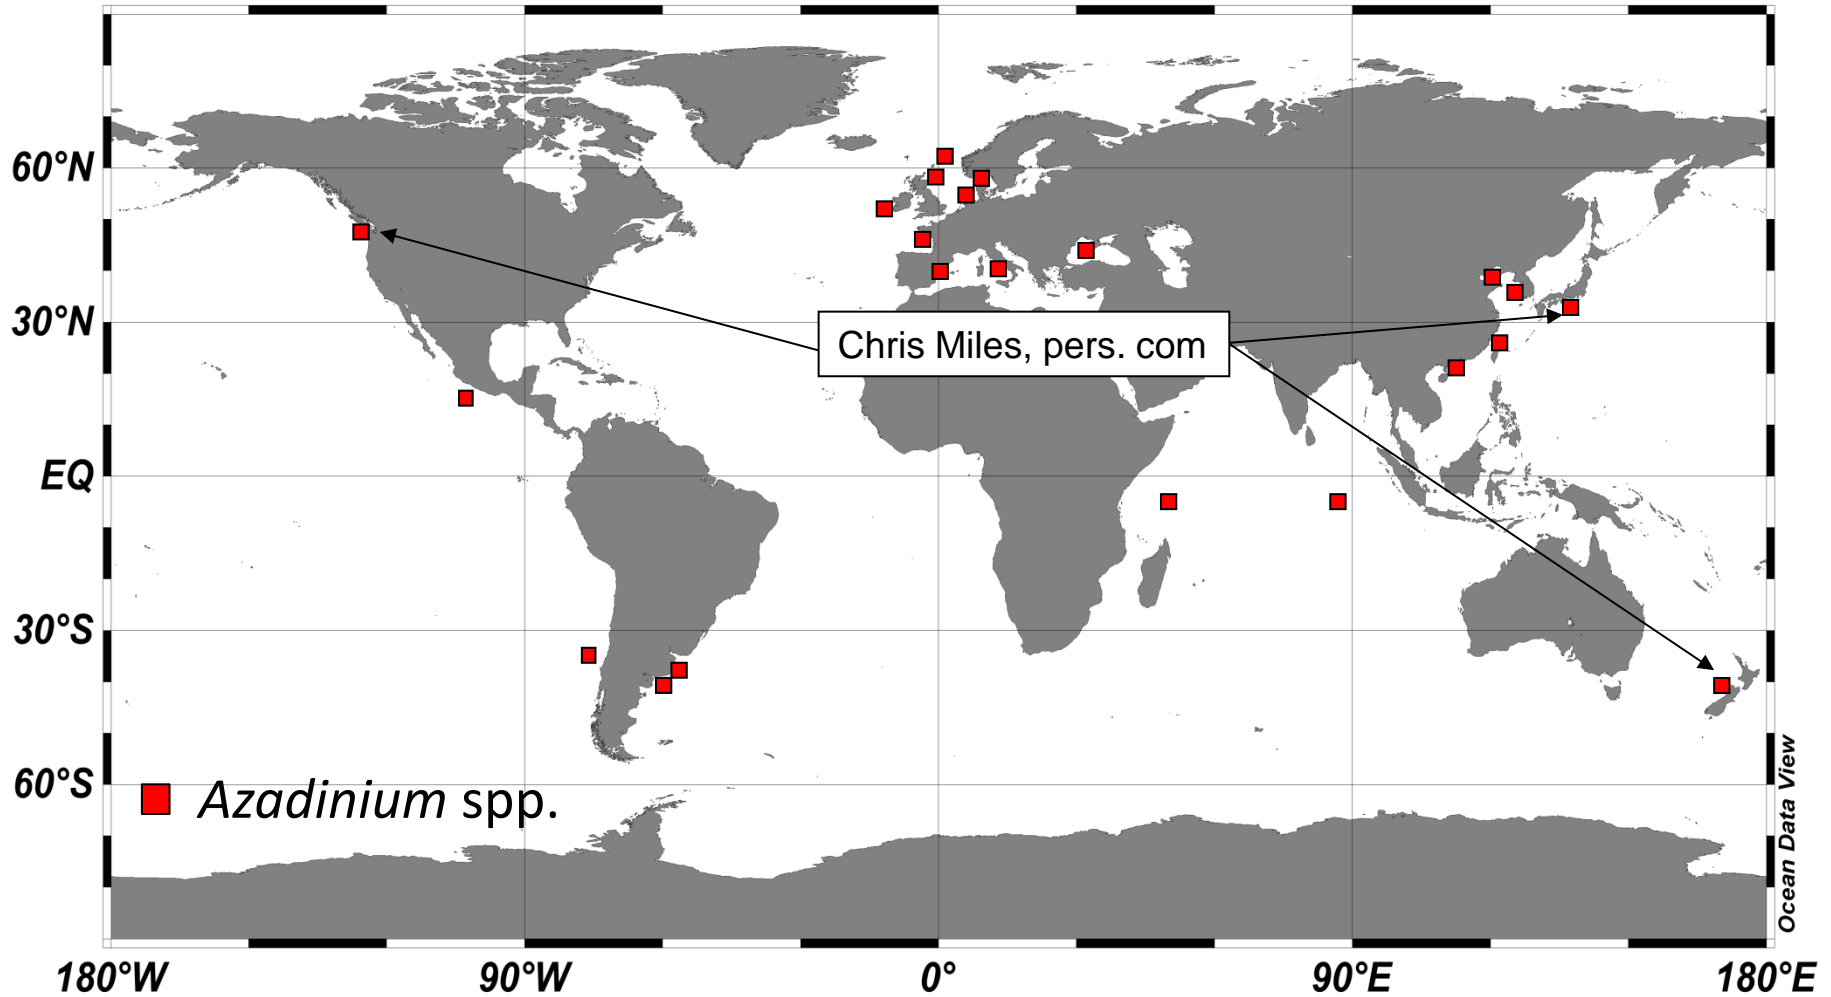 60°N
30°N
Chris Miles, pers. com
EQ
30°S
60°S
Azadinium spp.
Ocean Data View
180°W 90°W 0° 90°E 180°E